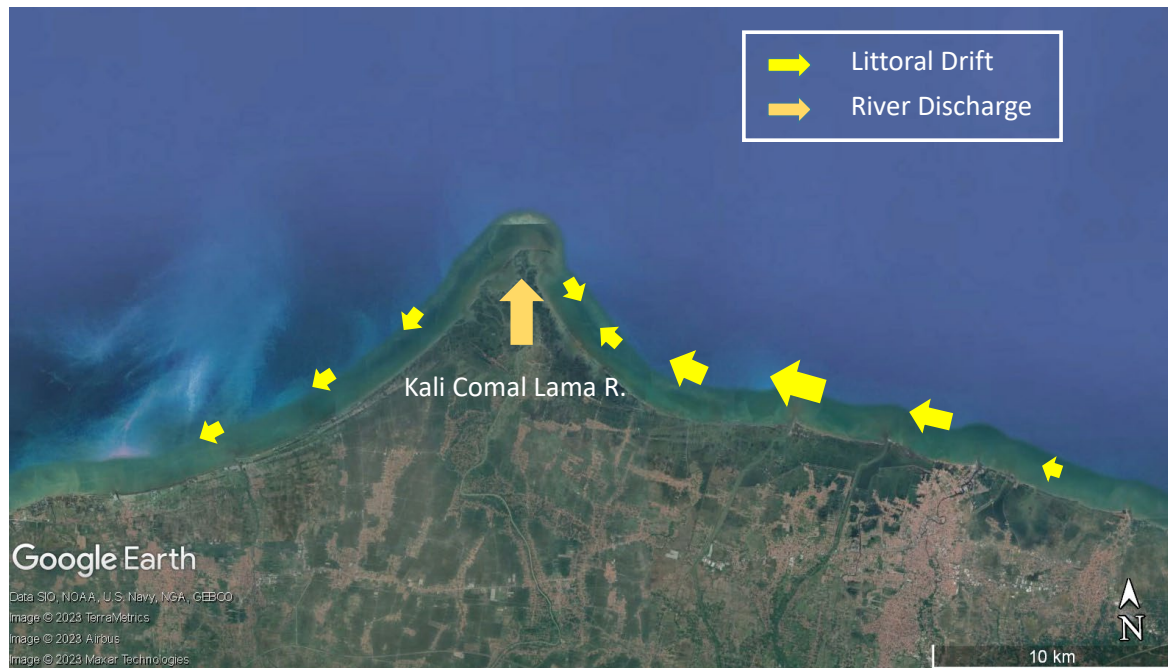 Littoral Drift
River Discharge
Kali Comal Lama R.
Google Earth
Data SIO, NOAA, U.S. Navy, NGA, GEBCO
Image © 2023 TerraMetrics
Image © 2023 Airbus
Image © 2023 Maxar Technologies
N
10 km